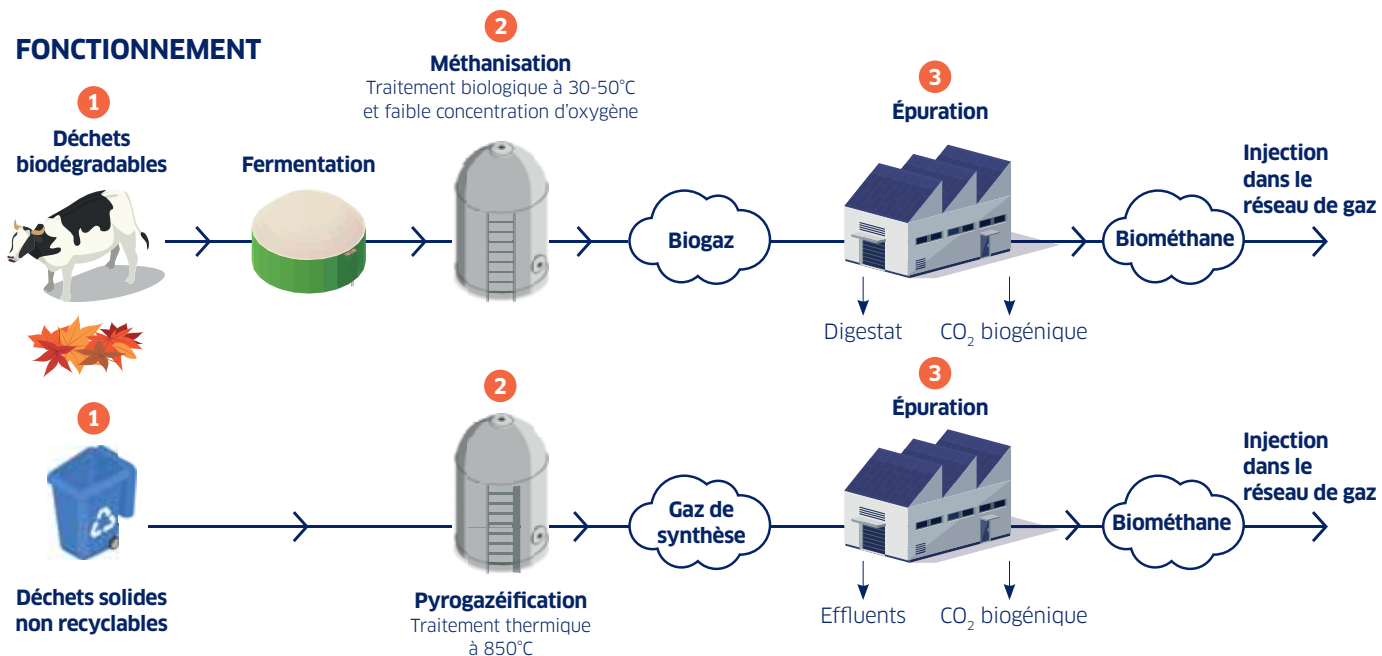 FONCTIONNEMENT
1
Déchets
biodégradables
Fermentation
2
Méthanisation
Traitement biologique à 30-50°C
et faible concentration d'oxygène
Biogaz
3
Épuration
Digestat
CO₂ biogénique
Biométhane
Injection
dans le
réseau de gaz
1
Déchets solides
non recyclables
2
Pyrogazéification
Traitement thermique
à 850°C
Gaz de
synthèse
3
Épuration
Effluents
CO₂ biogénique
Biométhane
Injection
dans le
réseau de gaz